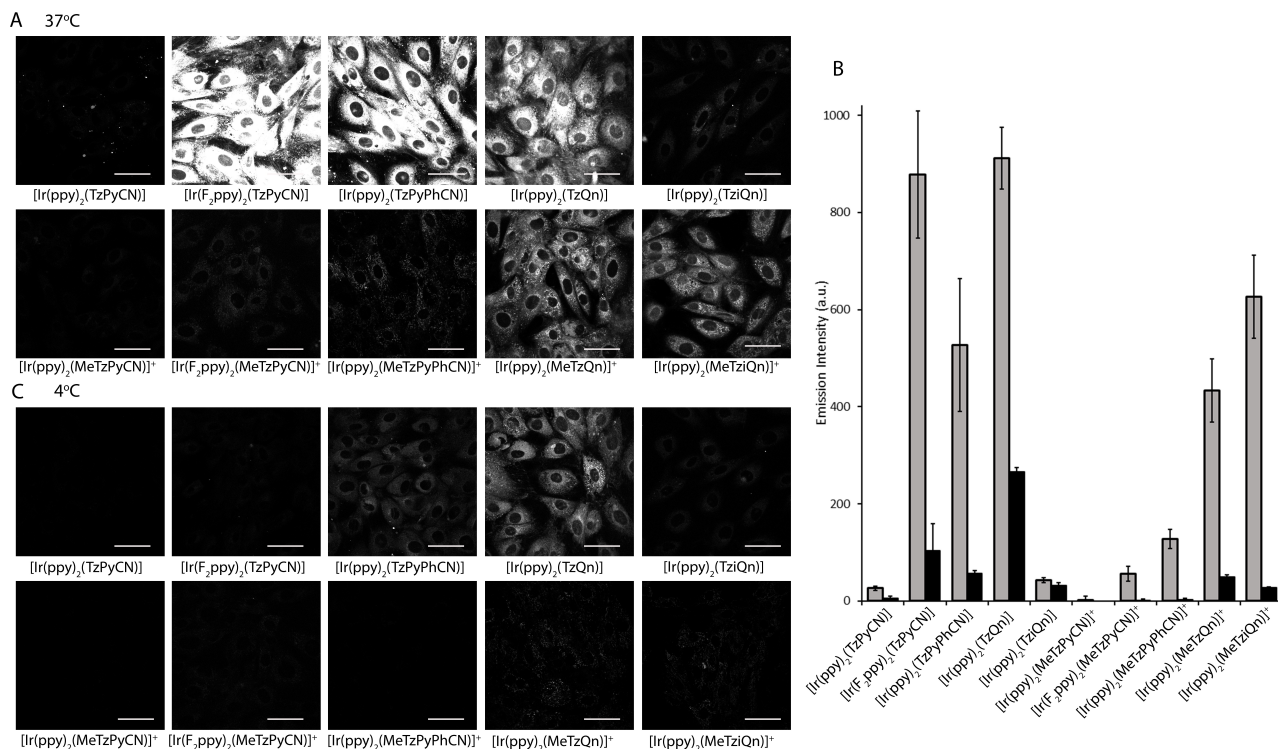 A 37°C
[Ir(ppy)₂(TzPyCN)] [Ir(F₂ppy)₂(TzPyCN)] [Ir(ppy)₂(TzPyPhCN)] [Ir(ppy)₂(TzQn)] [Ir(ppy)₂(TziQn)]
[Ir(ppy)₂(MeTzPyCN)]⁺ [Ir(F₂ppy)₂(MeTzPyCN)]⁺ [Ir(ppy)₂(MeTzPyPhCN)]⁺ [Ir(ppy)₂(MeTzQn)]⁺ [Ir(ppy)₂(MeTziQn)]⁺
C 4°C
[Ir(ppy)₂(TzPyCN)] [Ir(F₂ppy)₂(TzPyCN)] [Ir(ppy)₂(TzPyPhCN)] [Ir(ppy)₂(TzQn)] [Ir(ppy)₂(TziQn)]
[Ir(ppy)₂(MeTzPyCN)]⁺ [Ir(F₂ppy)₂(MeTzPyCN)]⁺ [Ir(ppy)₂(MeTzPyPhCN)]⁺ [Ir(ppy)₂(MeTzQn)]⁺ [Ir(ppy)₂(MeTziQn)]⁺
B
Emission Intensity (a.u.)
1000
800
600
400
200
0
[Ir(ppy)₂(TzPyCN)]
[Ir(F₂ppy)₂(TzPyCN)]
[Ir(ppy)₂(TzPyPhCN)]
[Ir(ppy)₂(TzQn)]
[Ir(ppy)₂(TziQn)]
[Ir(ppy)₂(MeTzPyCN)]⁺
[Ir(F₂ppy)₂(MeTzPyCN)]⁺
[Ir(ppy)₂(MeTzPyPhCN)]⁺
[Ir(ppy)₂(MeTzQn)]⁺
[Ir(ppy)₂(MeTziQn)]⁺